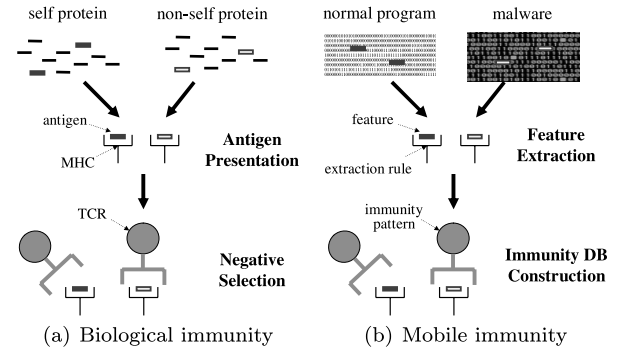 self protein
non-self protein
antigen
MHC
Antigen
Presentation
TCR
Negative
Selection
(a) Biological immunity
normal program
malware
feature
extraction rule
Feature
Extraction
immunity
pattern
Immunity DB
Construction
(b) Mobile immunity